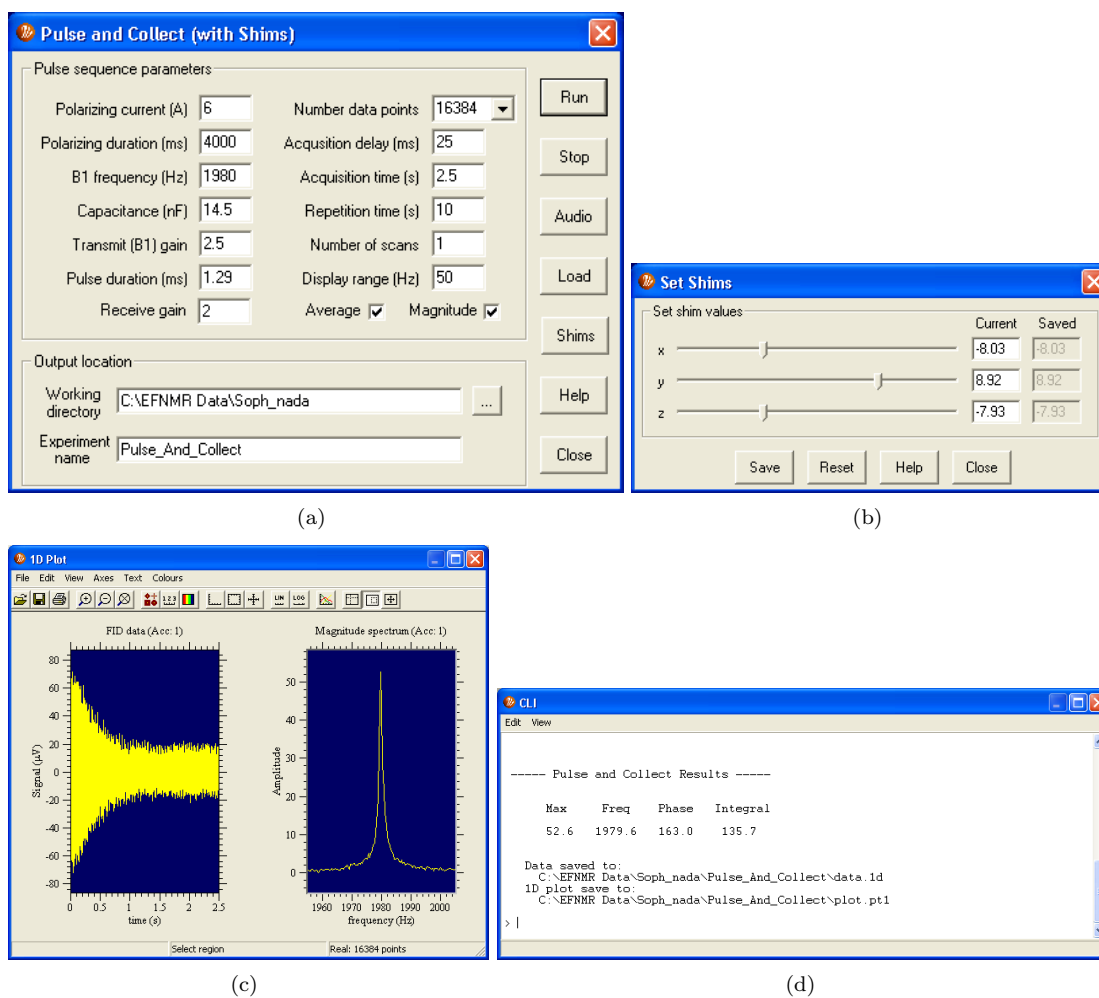 Pulse and Collect (with Shims)
Pulse sequence parameters
Polarizing current (A) 6 Number data points 16384 Run
Polarizing duration (ms) 4000 Acqusition delay (ms) 25 Stop
B1 frequency (Hz) 1980 Acquisition time (s) 2.5
Capacitance (nF) 14.5 Repetition time (s) 10 Audio
Transmit (B1) gain 2.5 Number of scans 1
Pulse duration (ms) 1.29 Display range (Hz) 50 Load
Receive gain 2 Average Magnitude
Shims
Output location
Working directory C:\EFNMR Data\Soph_nada ... Help
Experiment name Pulse_And_Collect Close
(a)
Set Shims
Set shim values Current Saved
x -8.03 -8.03
y 8.92 8.92
z -7.93 -7.93
Save Reset Help Close
(b)
1D Plot
File Edit View Axes Text Colours
1 2 3 LIN LOG
FID data (Acc: 1)
Signal (µV)
80
60
40
20
0
-20
-40
-60
-80
0 0.5 1 1.5 2 2.5
time (s)
Magnitude spectrum (Acc: 1)
Amplitude
50
40
30
20
10
0
1960 1970 1980 1990 2000
frequency (Hz)
Select region Real: 16384 points
(c)
CLI
Edit View
----- Pulse and Collect Results -----
Max Freq Phase Integral
52.6 1979.6 163.0 135.7
Data saved to:
C:\EFNMR Data\Soph_nada\Pulse_And_Collect\data.1d
1D plot save to:
C:\EFNMR Data\Soph_nada\Pulse_And_Collect\plot.pt1
>
(d)